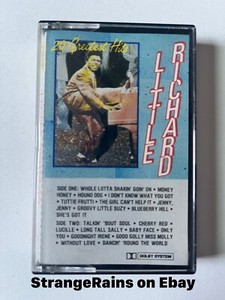 20 Greatest Hits
LITTLE
RICHARD
SIDE ONE: WHOLE LOTTA SHAKIN' GOIN' ON • MONEY
HONEY • HOUND DOG • I DON'T KNOW WHAT YOU GOT
TUTTIE FRUTTI • THE GIRL CAN'T HELP IT • JENNY,
JENNY • GROOVY LITTLE SUZY • BLUEBERRY HILL •
SHE'S GOT IT
SIDE TWO: TALKIN' 'BOUT SOUL • CHERRY RED •
LUCILLE • LONG TALL SALLY • BABY FACE • ONLY
YOU • GOODNIGHT IRENE • GOOD GOLLY MISS MOLLY
• WITHOUT LOVE • DANCIN' 'ROUND THE WORLD
DOLBY SYSTEM
StrangeRains on Ebay